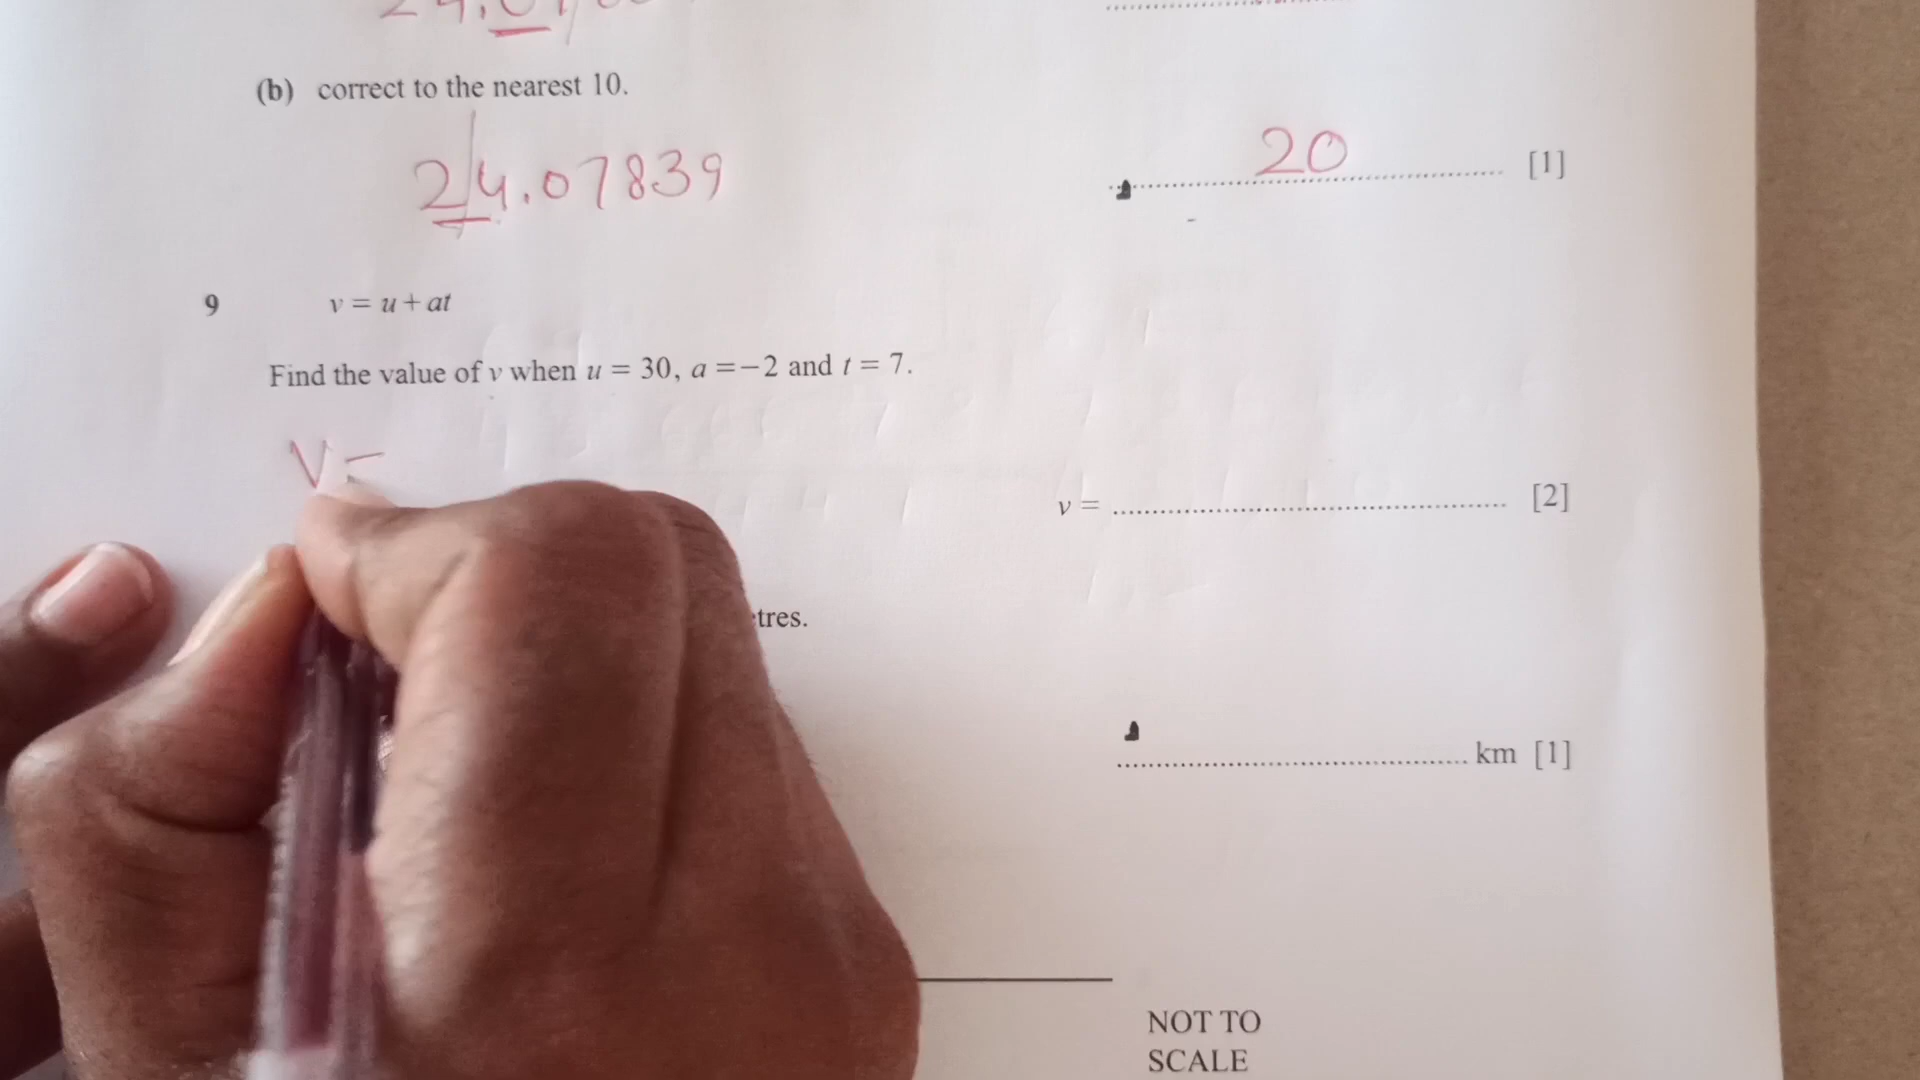 (b) correct to the nearest 10.
24.07839
20 [1]
9 v = u + at
Find the value of v when u = 30, a =−2 and t = 7.
V =
v = [2]
km [1]
NOT TO
SCALE